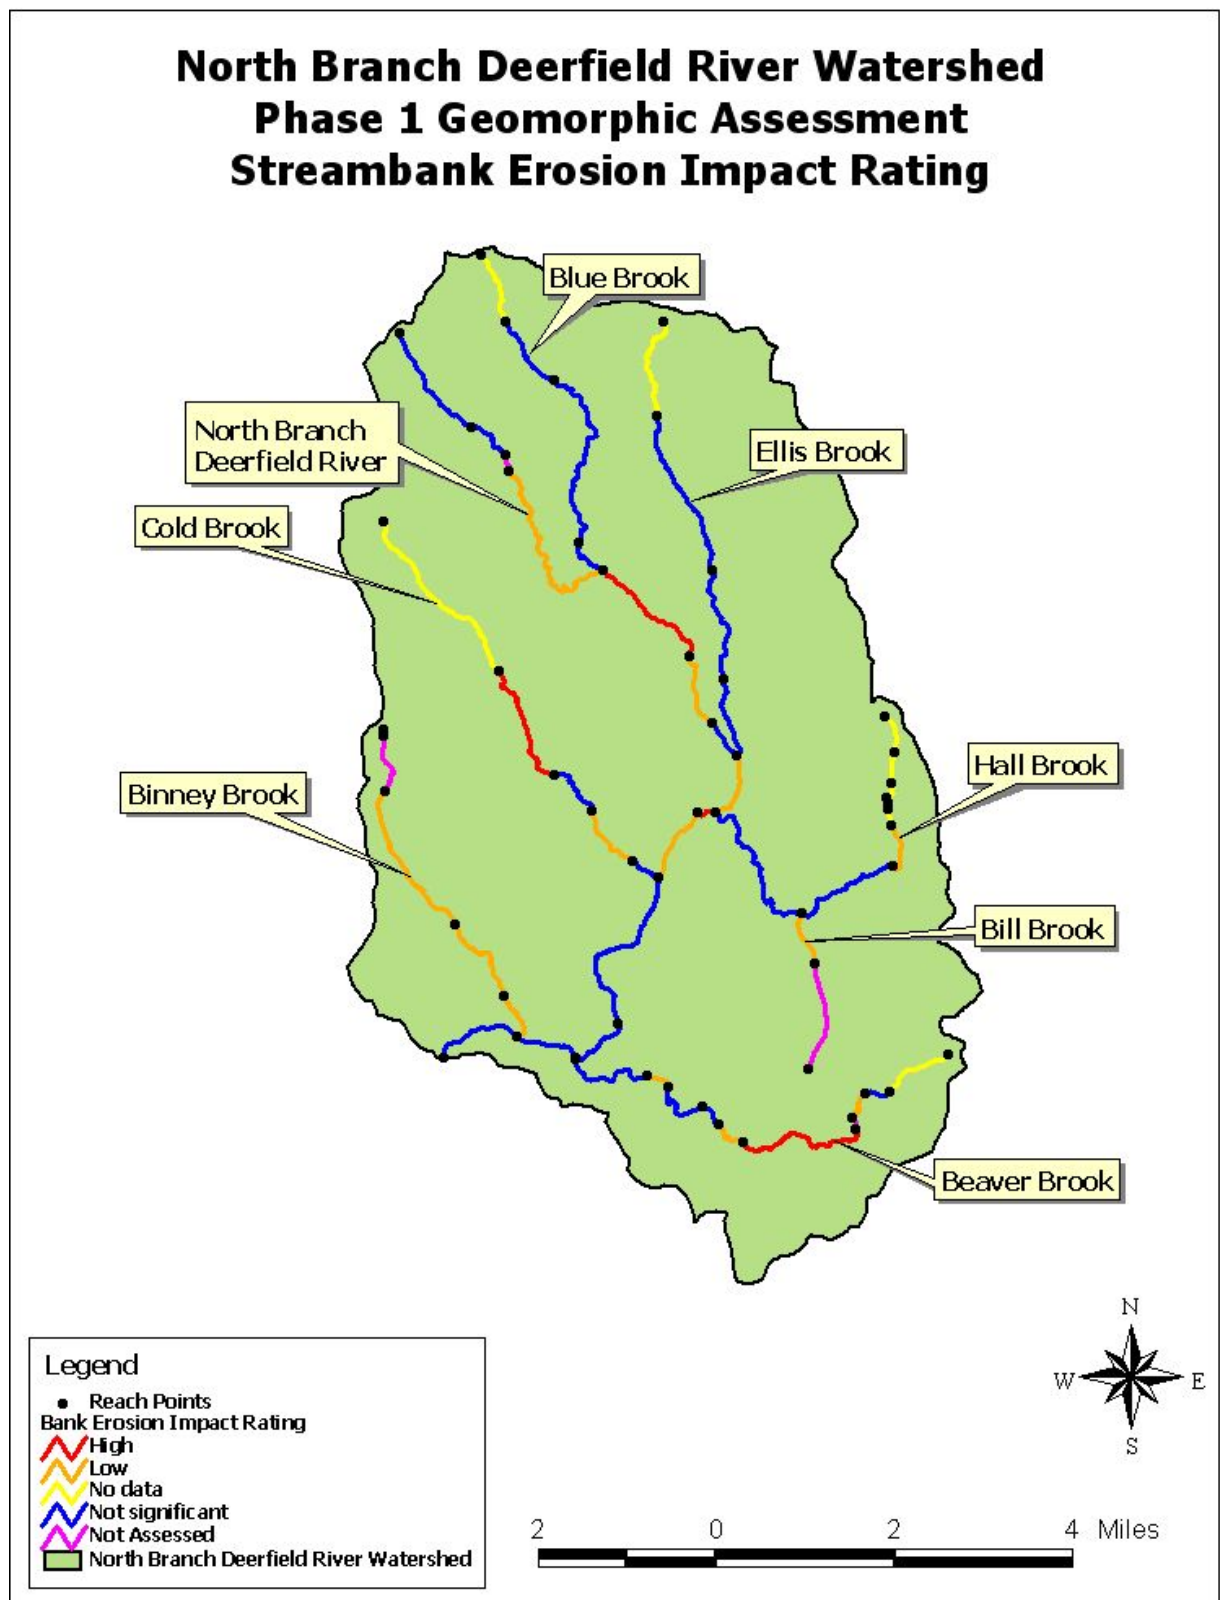 North Branch Deerfield River Watershed
Phase 1 Geomorphic Assessment
Streambank Erosion Impact Rating
Blue Brook
North Branch
Deerfield River
Ellis Brook
Cold Brook
Hall Brook
Binney Brook
Bill Brook
Beaver Brook
N
W E
S
Legend
Reach Points
Bank Erosion Impact Rating
High
Low
No data
Not significant
Not Assessed
North Branch Deerfield River Watershed
2 0 2 4 Miles